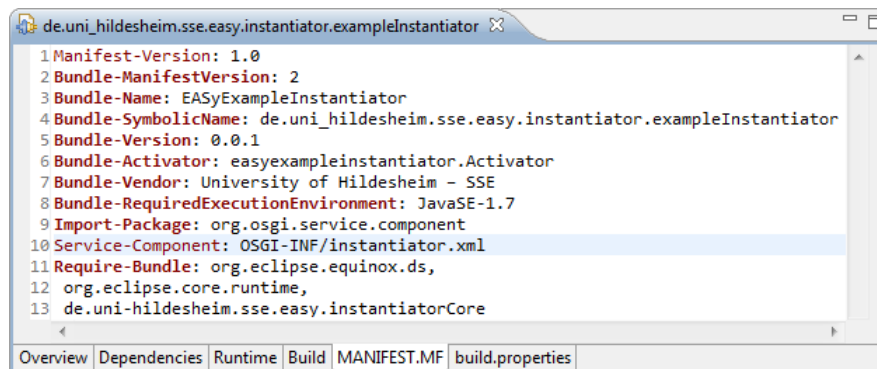 de.uni_hildesheim.sse.easy.instantiator.exampleInstantiator
1 Manifest-Version: 1.0
2 Bundle-ManifestVersion: 2
3 Bundle-Name: EASyExampleInstantiator
4 Bundle-SymbolicName: de.uni_hildesheim.sse.easy.instantiator.exampleInstantiator
5 Bundle-Version: 0.0.1
6 Bundle-Activator: easyexampleinstantiator.Activator
7 Bundle-Vendor: University of Hildesheim – SSE
8 Bundle-RequiredExecutionEnvironment: JavaSE-1.7
9 Import-Package: org.osgi.service.component
10 Service-Component: OSGI-INF/instantiator.xml
11 Require-Bundle: org.eclipse.equinox.ds,
12 org.eclipse.core.runtime,
13 de.uni-hildesheim.sse.easy.instantiatorCore
Overview Dependencies Runtime Build MANIFEST.MF build.properties